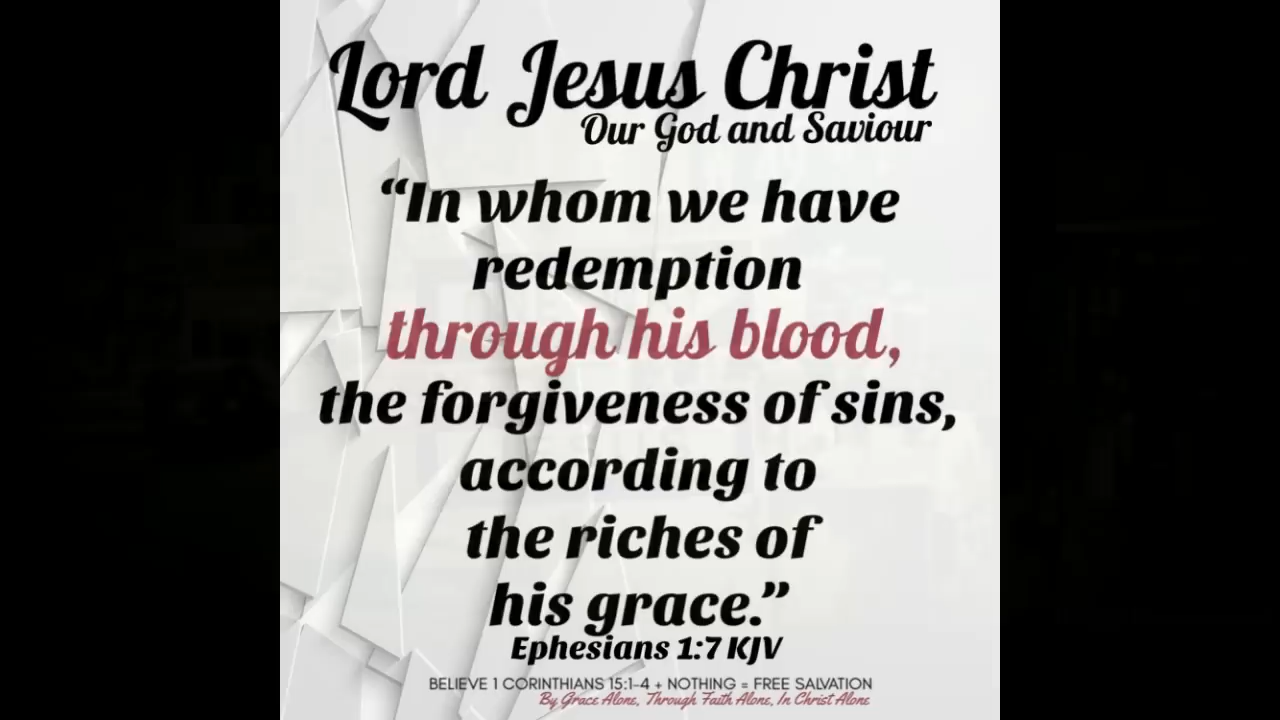 Lord Jesus Christ
Our God and Saviour
“In whom we have
redemption
through his blood,
the forgiveness of sins,
according to
the riches of
his grace.”
Ephesians 1:7 KJV
BELIEVE 1 CORINTHIANS 15:1-4 + NOTHING = FREE SALVATION
By Grace Alone, Through Faith Alone, In Christ Alone